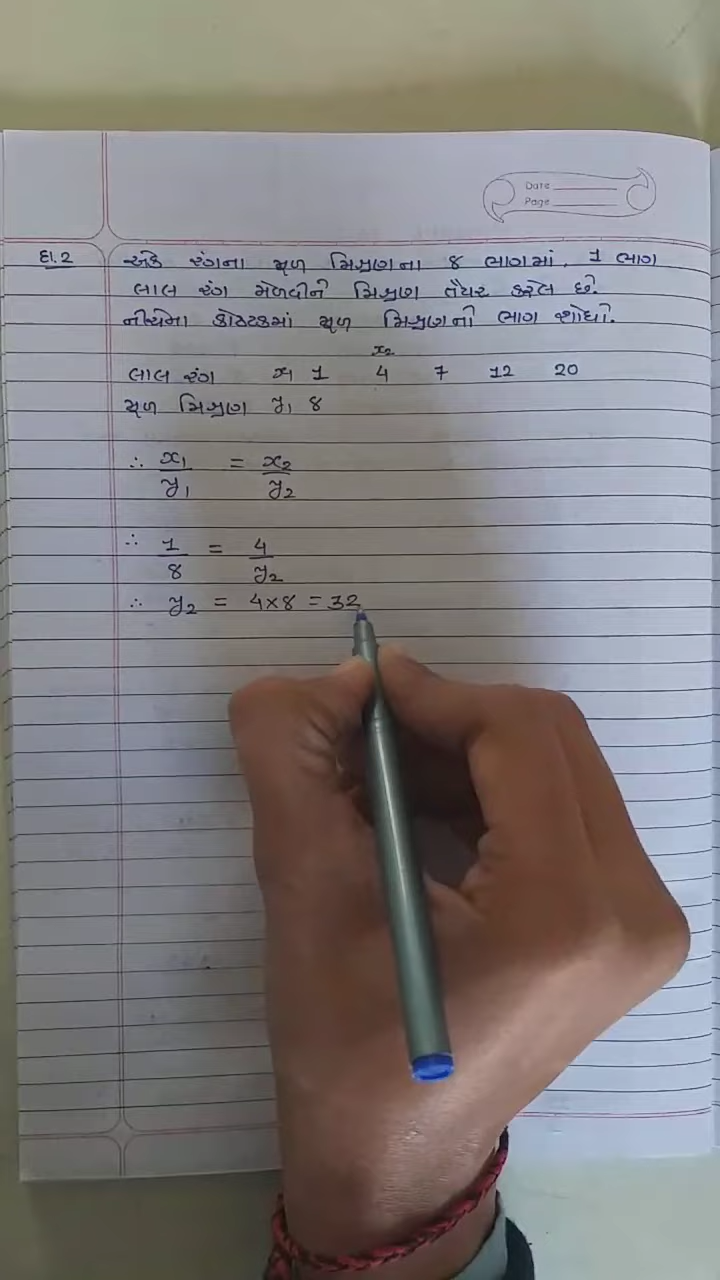 Date
Page
દા.2 એક રંગના મૂળ મિશ્રણના 8 ભાગમાં, 1 ભાગ
લાલ રંગ મેળવીને મિશ્રણ તૈયાર કરેલ છે.
નીચેના કોષ્ટકમાં મૂળ મિશ્રણનો ભાગ શોધો.
x₂
લાલ રંગ x₁ 1 4 7 12 20
મૂળ મિશ્રણ y₁ 8
∴ x₁/y₁ = x₂/y₂
∴ 1/8 = 4/y₂
∴ y₂ = 4×8 = 32